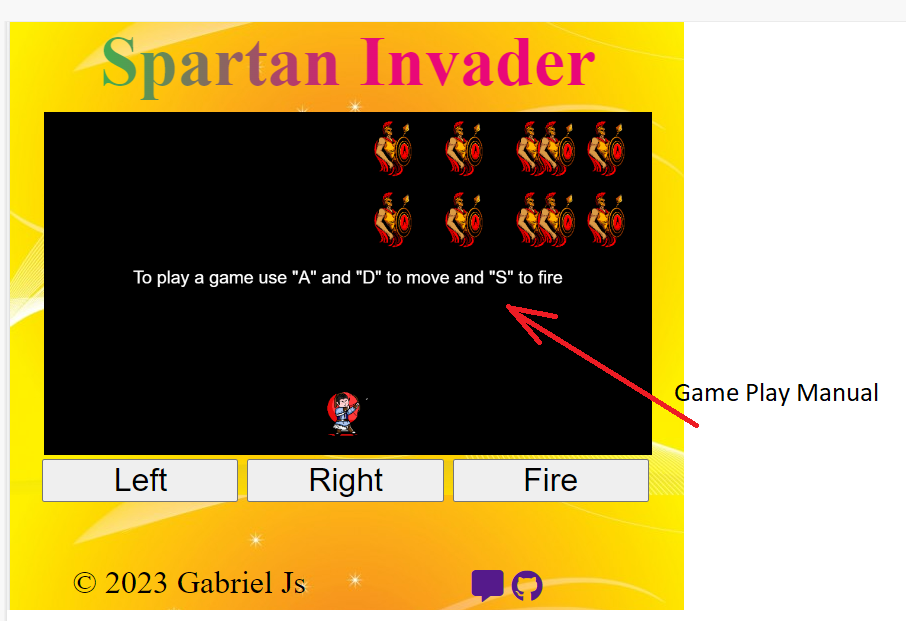 Spartan Invader
To play a game use "A" and "D" to move and "S" to fire
Game Play Manual
Left Right Fire
© 2023 Gabriel Js